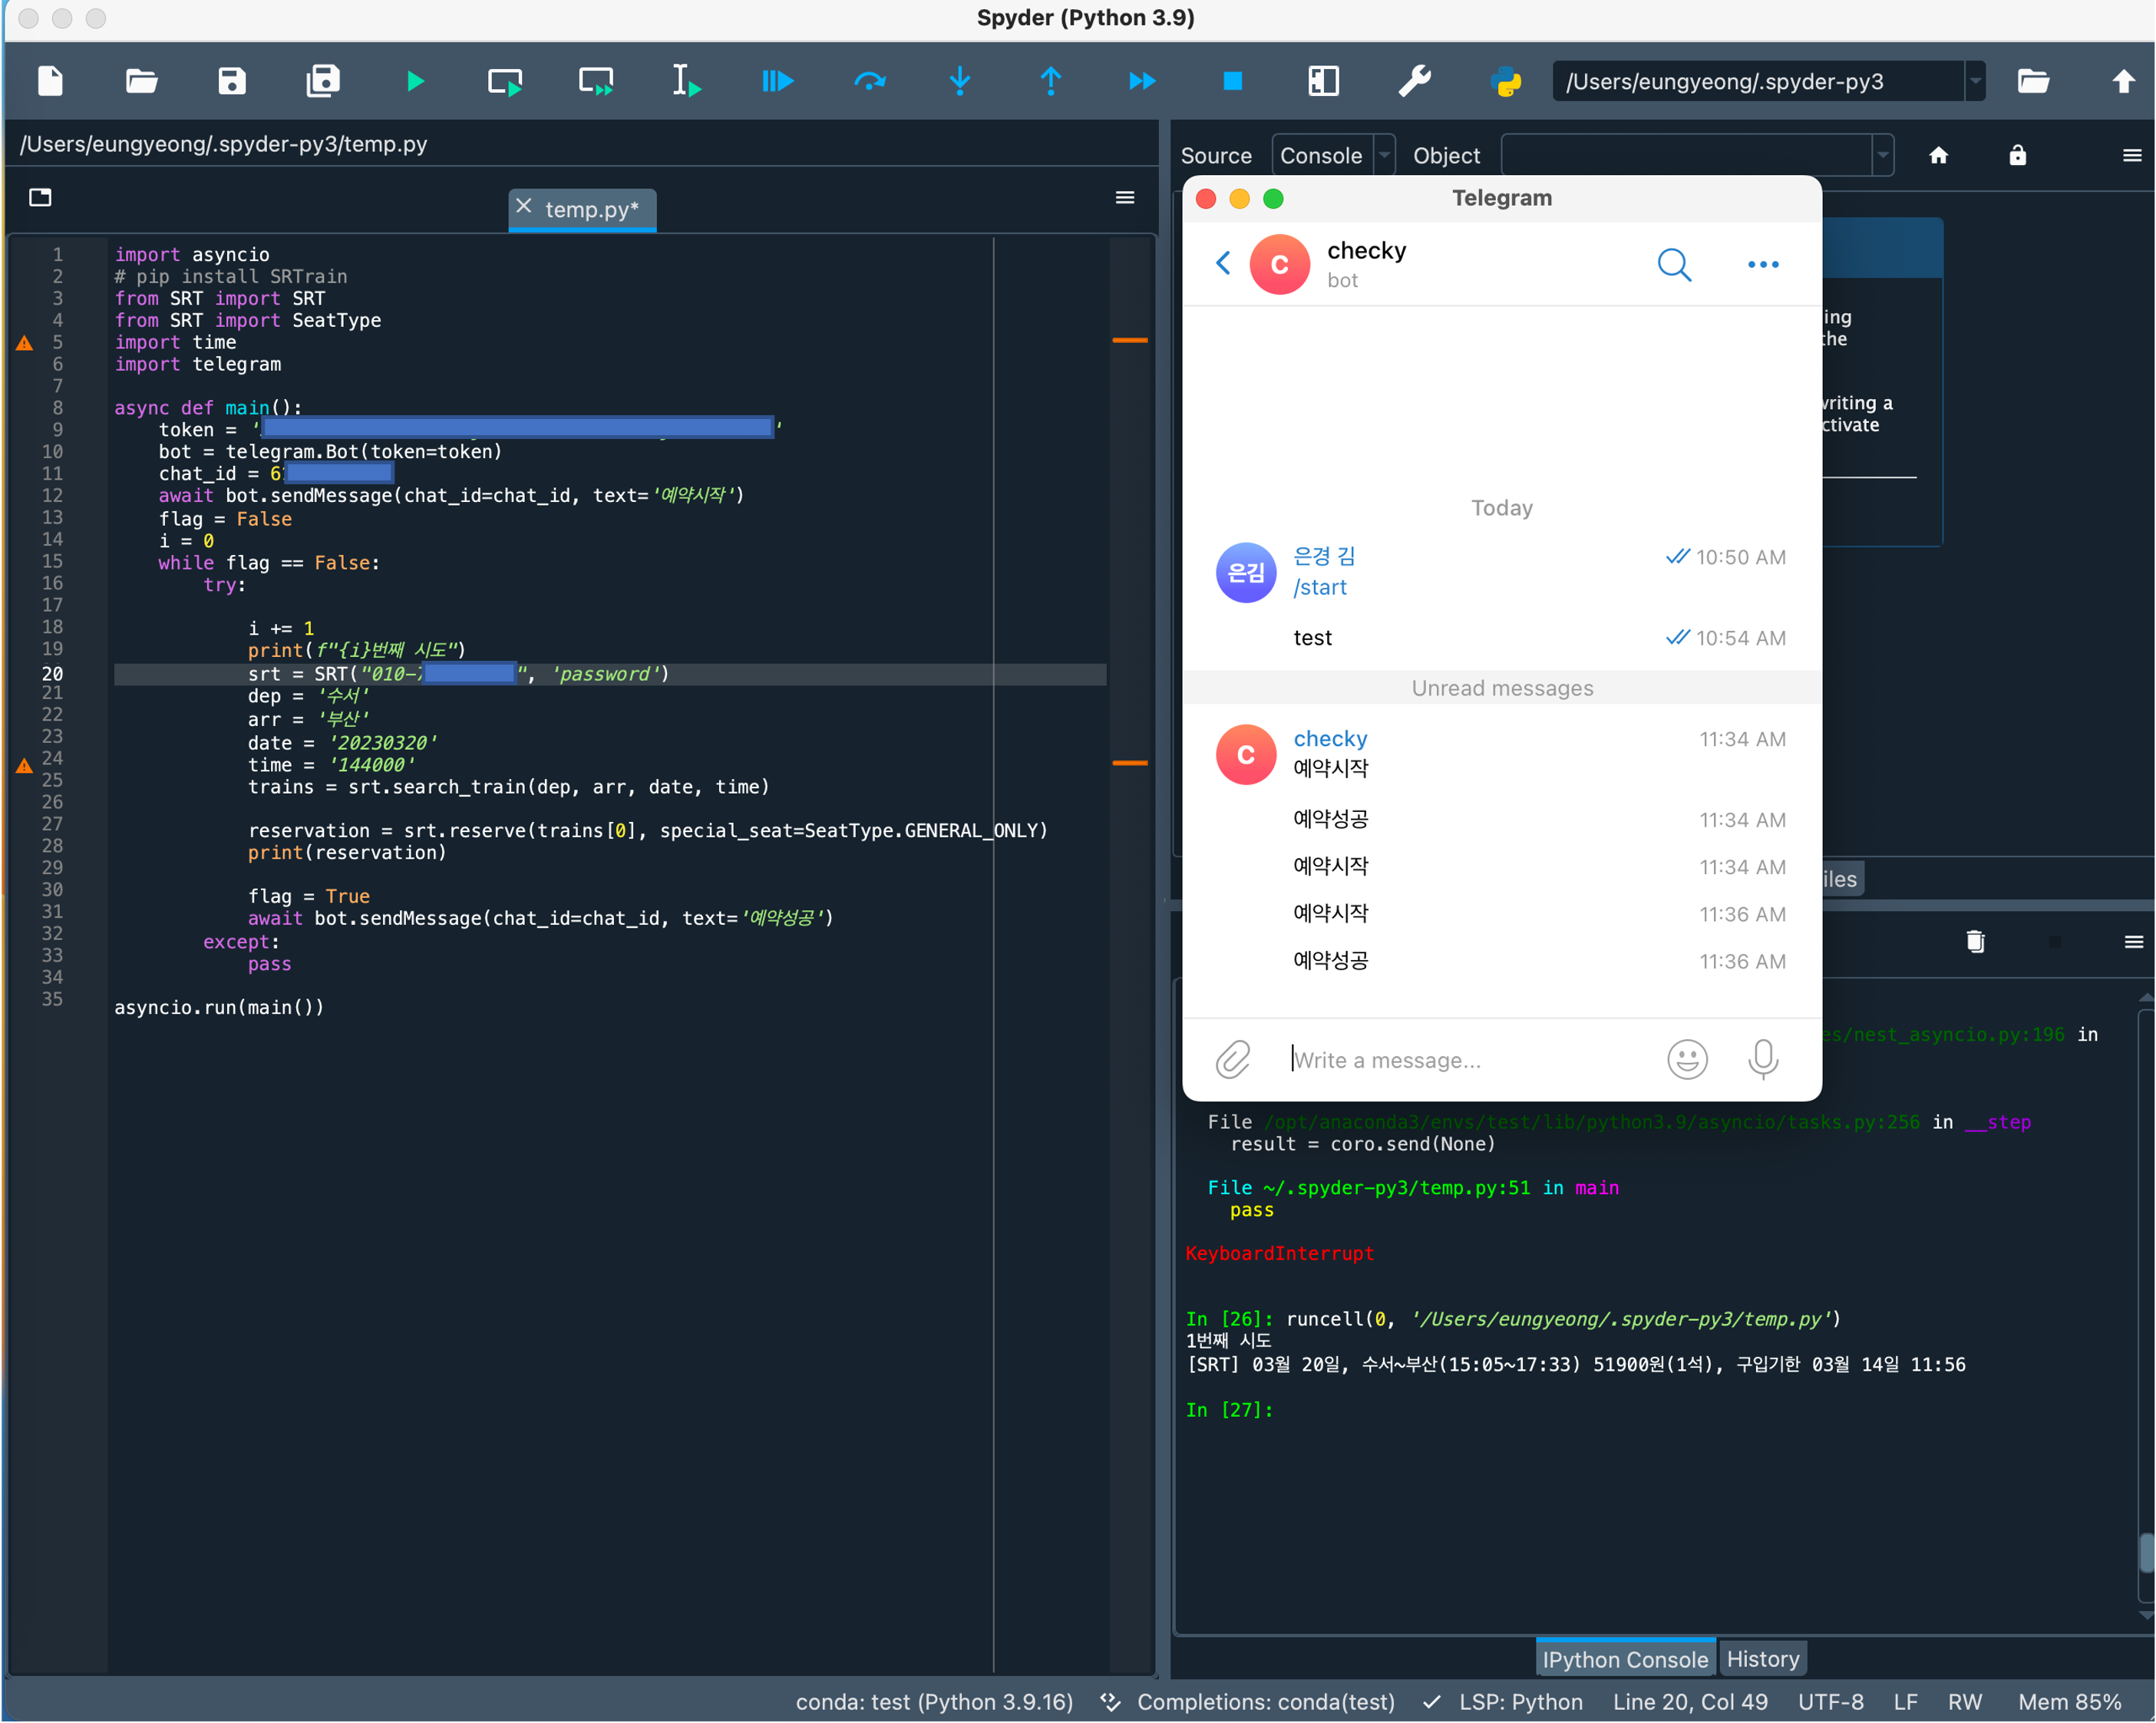 Spyder (Python 3.9)
/Users/eungyeong/.spyder-py3
/Users/eungyeong/.spyder-py3/temp.py
temp.py*
1 import asyncio
2 # pip install SRTrain
3 from SRT import SRT
4 from SRT import SeatType
5 import time
6 import telegram
7
8 async def main():
9 token = '
'
10 bot = telegram.Bot(token=token)
11 chat_id = 6
12 await bot.sendMessage(chat_id=chat_id, text='예약시작')
13 flag = False
14 i = 0
15 while flag == False:
16 try:
17
18 i += 1
19 print(f"{i}번째 시도")
20 srt = SRT("010-7 ", 'password')
21 dep = '수서'
22 arr = '부산'
23 date = '20230320'
24 time = '144000'
25 trains = srt.search_train(dep, arr, date, time)
26
27 reservation = srt.reserve(trains[0], special_seat=SeatType.GENERAL_ONLY)
28 print(reservation)
29
30 flag = True
31 await bot.sendMessage(chat_id=chat_id, text='예약성공')
32 except:
33 pass
34
35 asyncio.run(main())
Source Console Object
ing
the
writing a
ctivate
iles
Telegram
C
checky
bot
Today
은김
은경 김 10:50 AM
/start
test 10:54 AM
Unread messages
C
checky 11:34 AM
예약시작
예약성공 11:34 AM
예약시작 11:34 AM
예약시작 11:36 AM
예약성공 11:36 AM
Write a message...
es/nest_asyncio.py:196 in
File /opt/anaconda3/envs/test/lib/python3.9/asyncio/tasks.py:256 in __step
result = coro.send(None)
File ~/.spyder-py3/temp.py:51 in main
pass
KeyboardInterrupt
In [26]: runcell(0, '/Users/eungyeong/.spyder-py3/temp.py')
1번째 시도
[SRT] 03월 20일, 수서~부산(15:05~17:33) 51900원(1석), 구입기한 03월 14일 11:56
In [27]:
IPython Console History
conda: test (Python 3.9.16) Completions: conda(test) LSP: Python Line 20, Col 49 UTF-8 LF RW Mem 85%